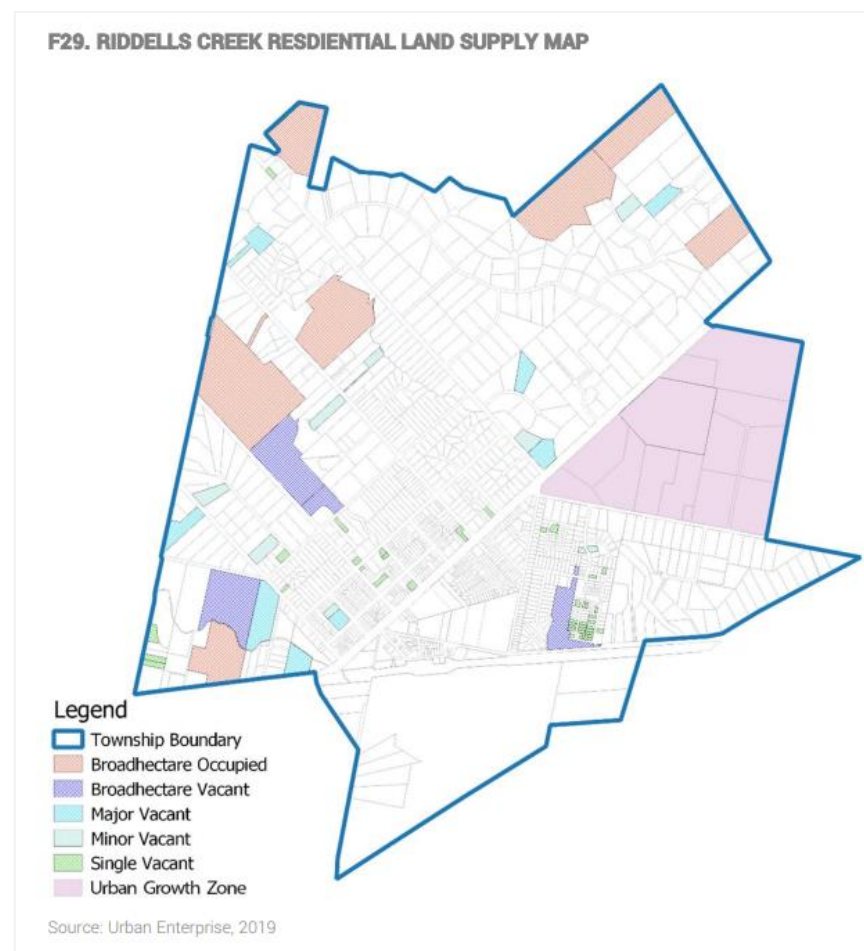 F29. RIDDELLS CREEK RESDIENTIAL LAND SUPPLY MAP
Legend
Township Boundary
Broadhectare Occupied
Broadhectare Vacant
Major Vacant
Minor Vacant
Single Vacant
Urban Growth Zone
Source: Urban Enterprise, 2019